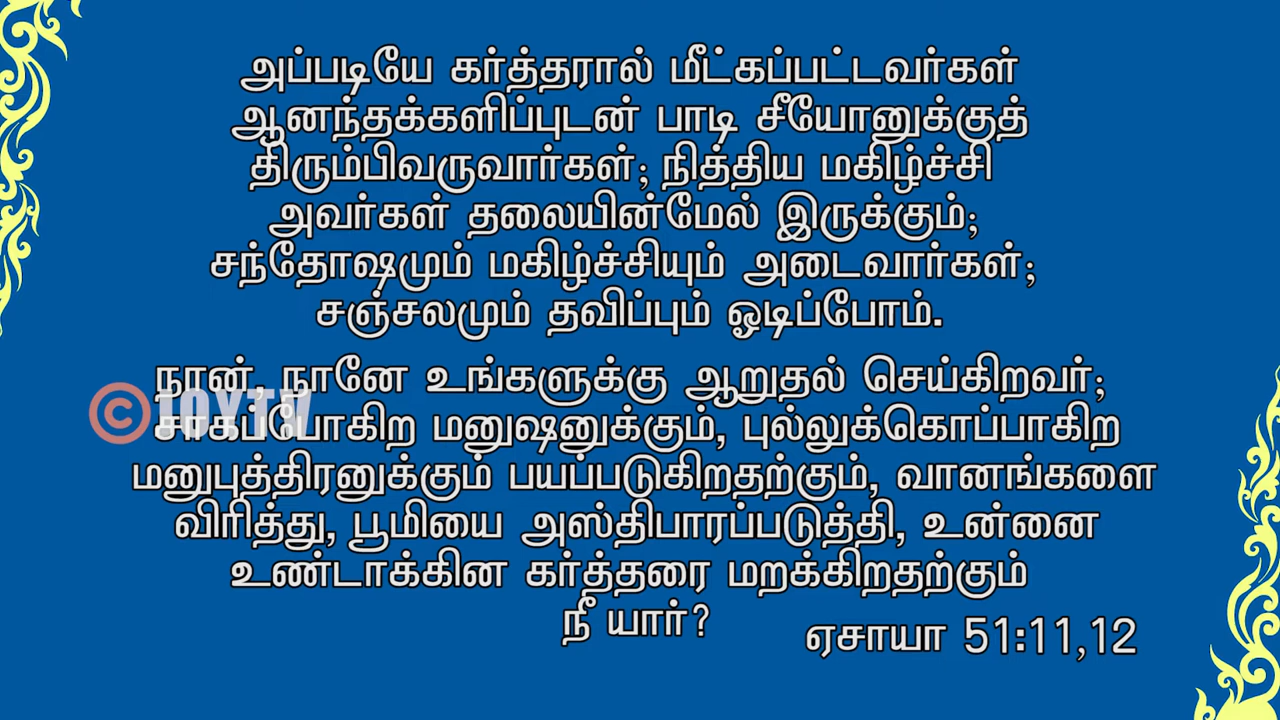 அப்படியே கர்த்தரால் மீட்கப்பட்டவர்கள்
ஆனந்தக்களிப்புடன் பாடி சீயோனுக்குத்
திரும்பிவருவார்கள்; நித்திய மகிழ்ச்சி
அவர்கள் தலையின்மேல் இருக்கும்;
சந்தோஷமும் மகிழ்ச்சியும் அடைவார்கள்;
சஞ்சலமும் தவிப்பும் ஓடிப்போம்.
நான், நானே உங்களுக்கு ஆறுதல் செய்கிறவர்;
© JOYTV
சாகப்போகிற மனுஷனுக்கும், புல்லுக்கொப்பாகிற
மனுபுத்திரனுக்கும் பயப்படுகிறதற்கும், வானங்களை
விரித்து, பூமியை அஸ்திபாரப்படுத்தி, உன்னை
உண்டாக்கின கர்த்தரை மறக்கிறதற்கும்
நீ யார்?
ஏசாயா 51:11,12